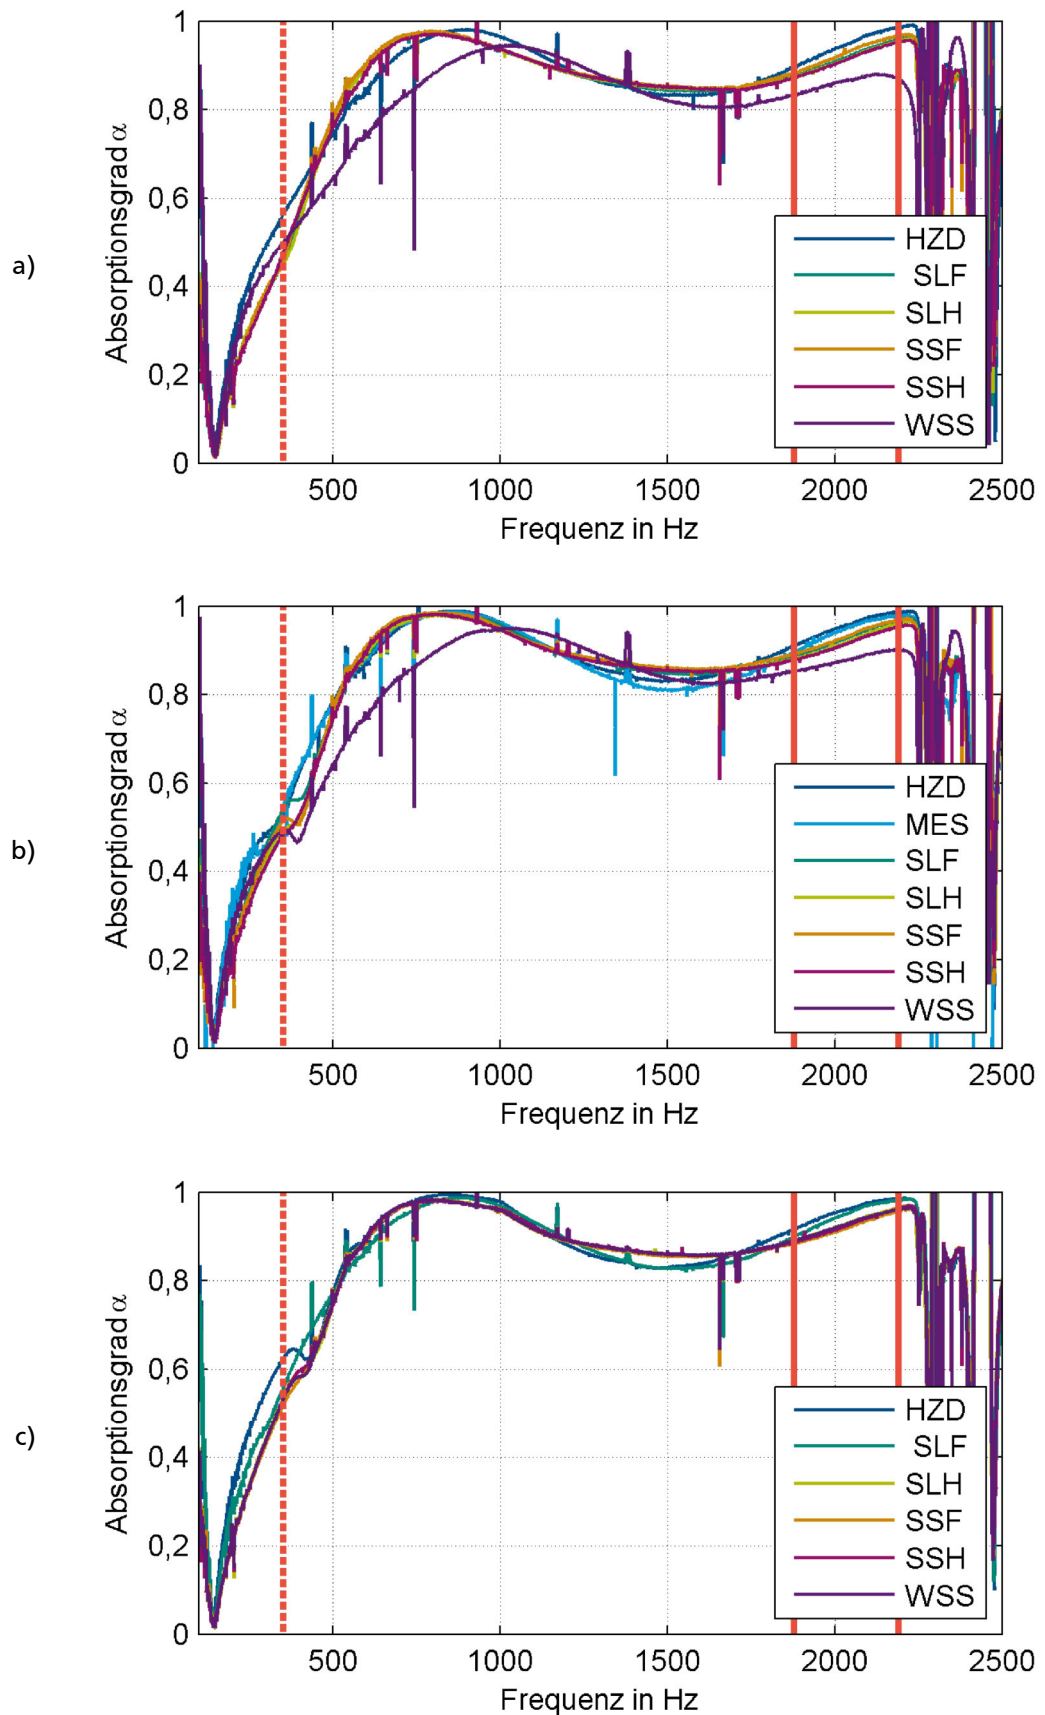 a)
Absorptionsgrad α
1
0,8
0,6
0,4
0,2
0
500
1000
1500
2000
2500
Frequenz in Hz
HZD
SLF
SLH
SSF
SSH
WSS
b)
Absorptionsgrad α
1
0,8
0,6
0,4
0,2
0
500
1000
1500
2000
2500
Frequenz in Hz
HZD
MES
SLF
SLH
SSF
SSH
WSS
c)
Absorptionsgrad α
1
0,8
0,6
0,4
0,2
0
500
1000
1500
2000
2500
Frequenz in Hz
HZD
SLF
SLH
SSF
SSH
WSS